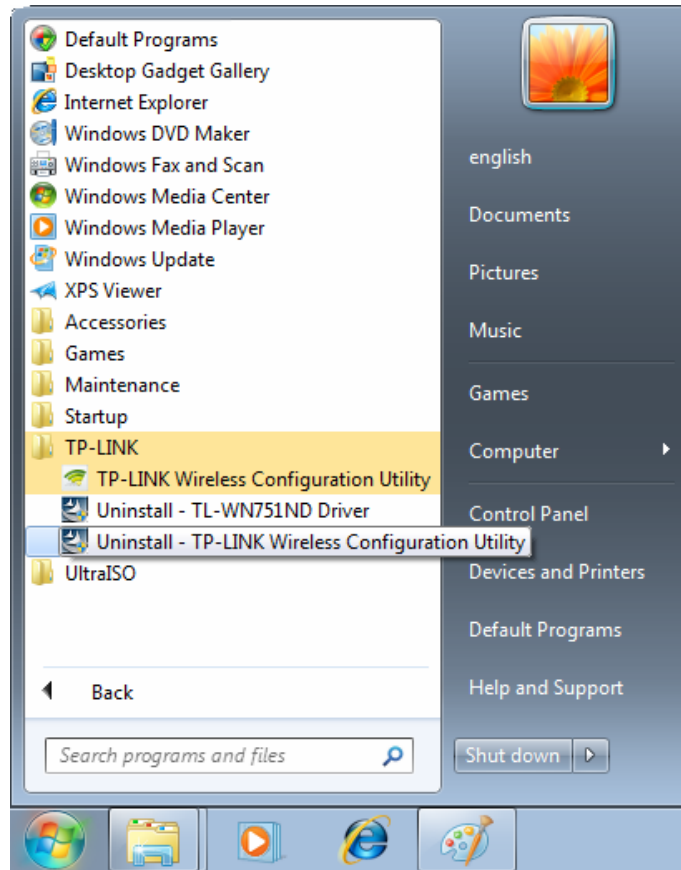 Default Programs
Desktop Gadget Gallery
Internet Explorer
Windows DVD Maker
Windows Fax and Scan
Windows Media Center
Windows Media Player
Windows Update
XPS Viewer
Accessories
Games
Maintenance
Startup
TP-LINK
TP-LINK Wireless Configuration Utility
Uninstall - TL-WN751ND Driver
Uninstall - TP-LINK Wireless Configuration Utility
UltraISO
Back
Search programs and files
english
Documents
Pictures
Music
Games
Computer
Control Panel
Devices and Printers
Default Programs
Help and Support
Shut down